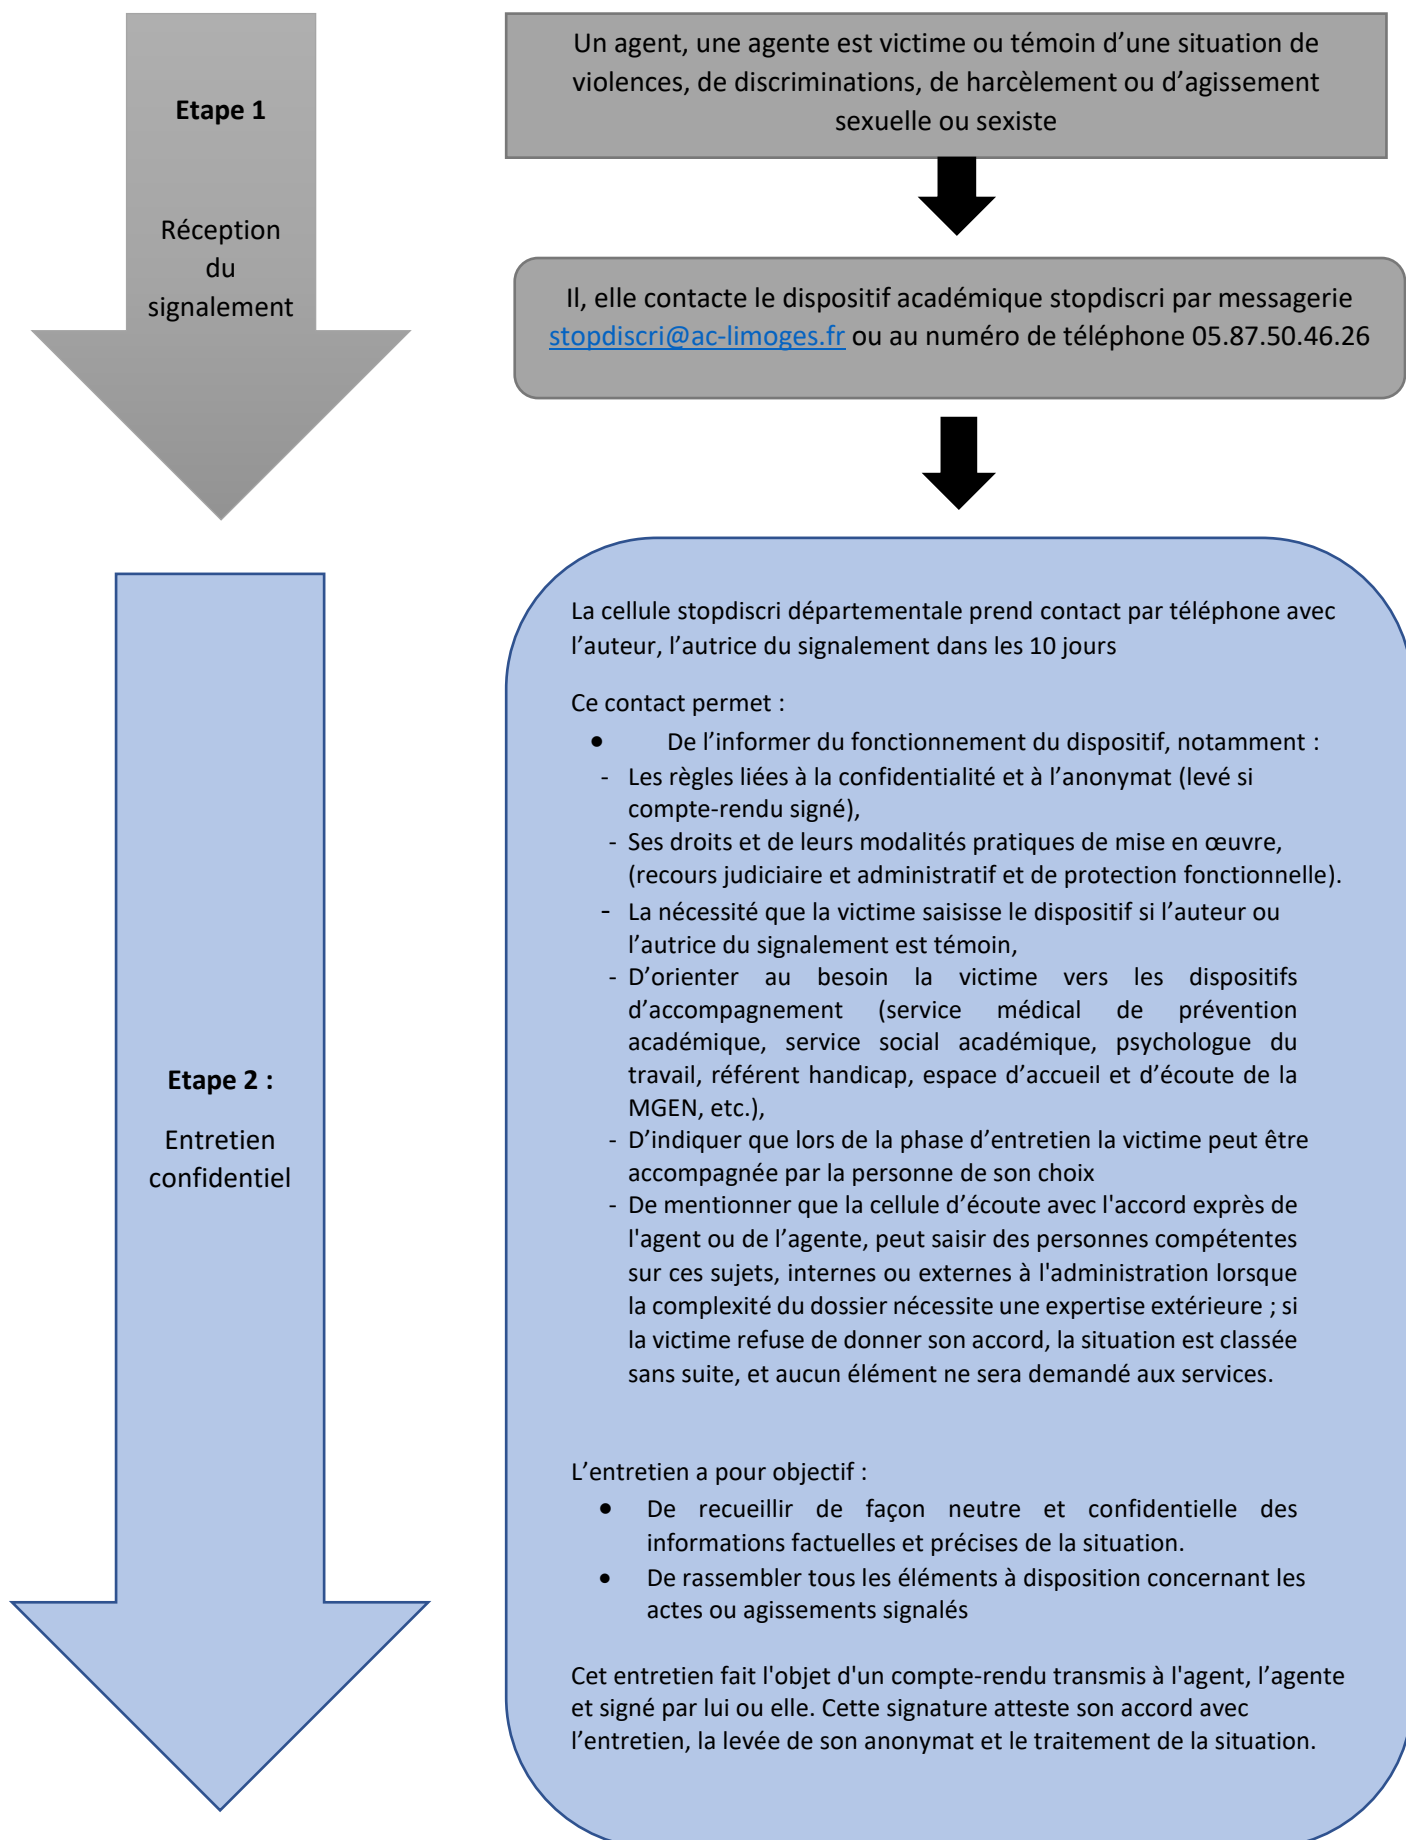 Etape 1
Réception
du
signalement
Un agent, une agente est victime ou témoin d’une situation de
violences, de discriminations, de harcèlement ou d’agissement
sexuelle ou sexiste
Il, elle contacte le dispositif académique stopdiscri par messagerie
stopdiscri@ac-limoges.fr ou au numéro de téléphone 05.87.50.46.26
Etape 2 :
Entretien
confidentiel
La cellule stopdiscri départementale prend contact par téléphone avec
l’auteur, l’autrice du signalement dans les 10 jours
Ce contact permet :
• De l’informer du fonctionnement du dispositif, notamment :
- Les règles liées à la confidentialité et à l’anonymat (levé si
compte-rendu signé),
- Ses droits et de leurs modalités pratiques de mise en œuvre,
(recours judiciaire et administratif et de protection fonctionnelle).
- La nécessité que la victime saisisse le dispositif si l’auteur ou
l’autrice du signalement est témoin,
- D’orienter au besoin la victime vers les dispositifs
d’accompagnement (service médical de prévention
académique, service social académique, psychologue du
travail, référent handicap, espace d’accueil et d’écoute de la
MGEN, etc.),
- D’indiquer que lors de la phase d’entretien la victime peut être
accompagnée par la personne de son choix
- De mentionner que la cellule d’écoute avec l'accord exprès de
l'agent ou de l’agente, peut saisir des personnes compétentes
sur ces sujets, internes ou externes à l'administration lorsque
la complexité du dossier nécessite une expertise extérieure ; si
la victime refuse de donner son accord, la situation est classée
sans suite, et aucun élément ne sera demandé aux services.
L’entretien a pour objectif :
• De recueillir de façon neutre et confidentielle des
informations factuelles et précises de la situation.
• De rassembler tous les éléments à disposition concernant les
actes ou agissements signalés
Cet entretien fait l'objet d'un compte-rendu transmis à l'agent, l’agente
et signé par lui ou elle. Cette signature atteste son accord avec
l’entretien, la levée de son anonymat et le traitement de la situation.